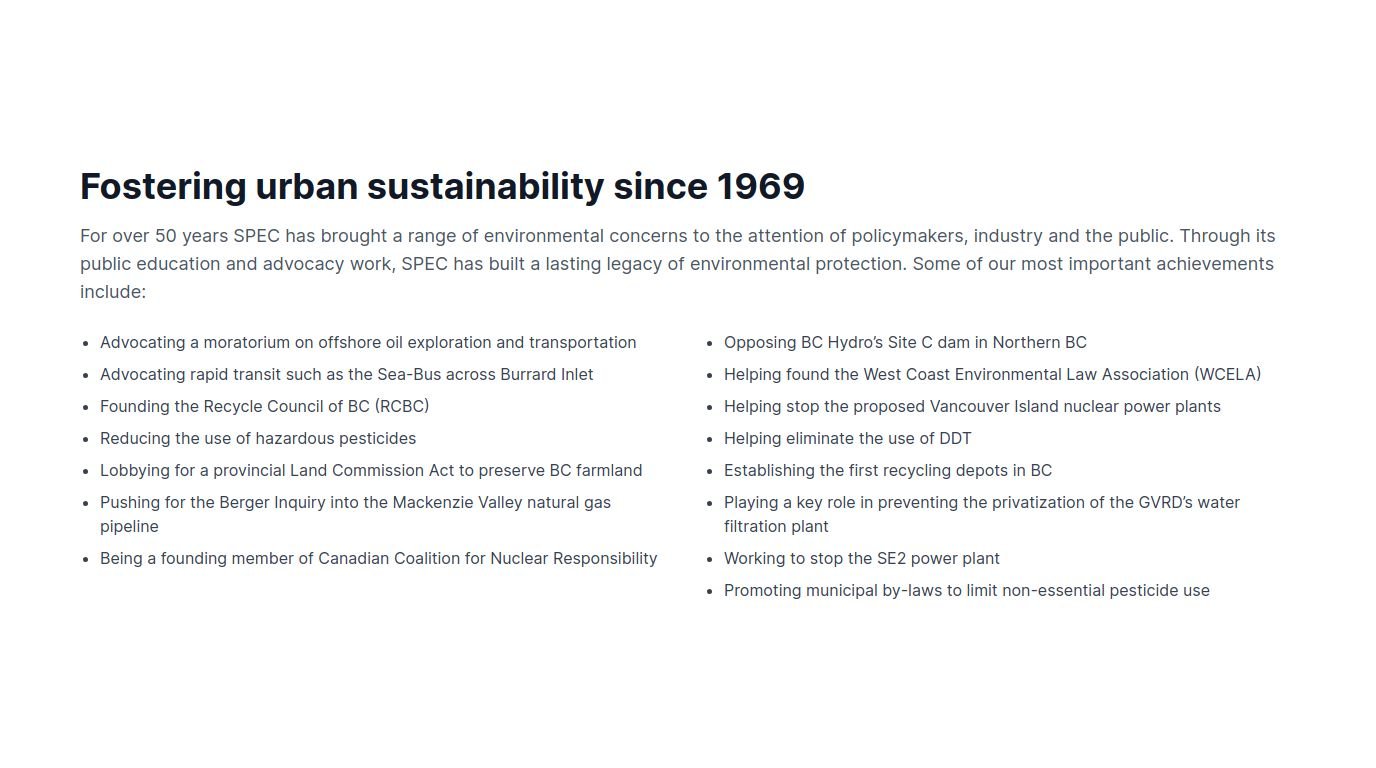 Fostering urban sustainability since 1969
For over 50 years SPEC has brought a range of environmental concerns to the attention of policymakers, industry and the public. Through its
public education and advocacy work, SPEC has built a lasting legacy of environmental protection. Some of our most important achievements
include:
• Advocating a moratorium on offshore oil exploration and transportation
• Advocating rapid transit such as the Sea-Bus across Burrard Inlet
• Founding the Recycle Council of BC (RCBC)
• Reducing the use of hazardous pesticides
• Lobbying for a provincial Land Commission Act to preserve BC farmland
• Pushing for the Berger Inquiry into the Mackenzie Valley natural gas
pipeline
• Being a founding member of Canadian Coalition for Nuclear Responsibility
• Opposing BC Hydro’s Site C dam in Northern BC
• Helping found the West Coast Environmental Law Association (WCELA)
• Helping stop the proposed Vancouver Island nuclear power plants
• Helping eliminate the use of DDT
• Establishing the first recycling depots in BC
• Playing a key role in preventing the privatization of the GVRD’s water
filtration plant
• Working to stop the SE2 power plant
• Promoting municipal by-laws to limit non-essential pesticide use